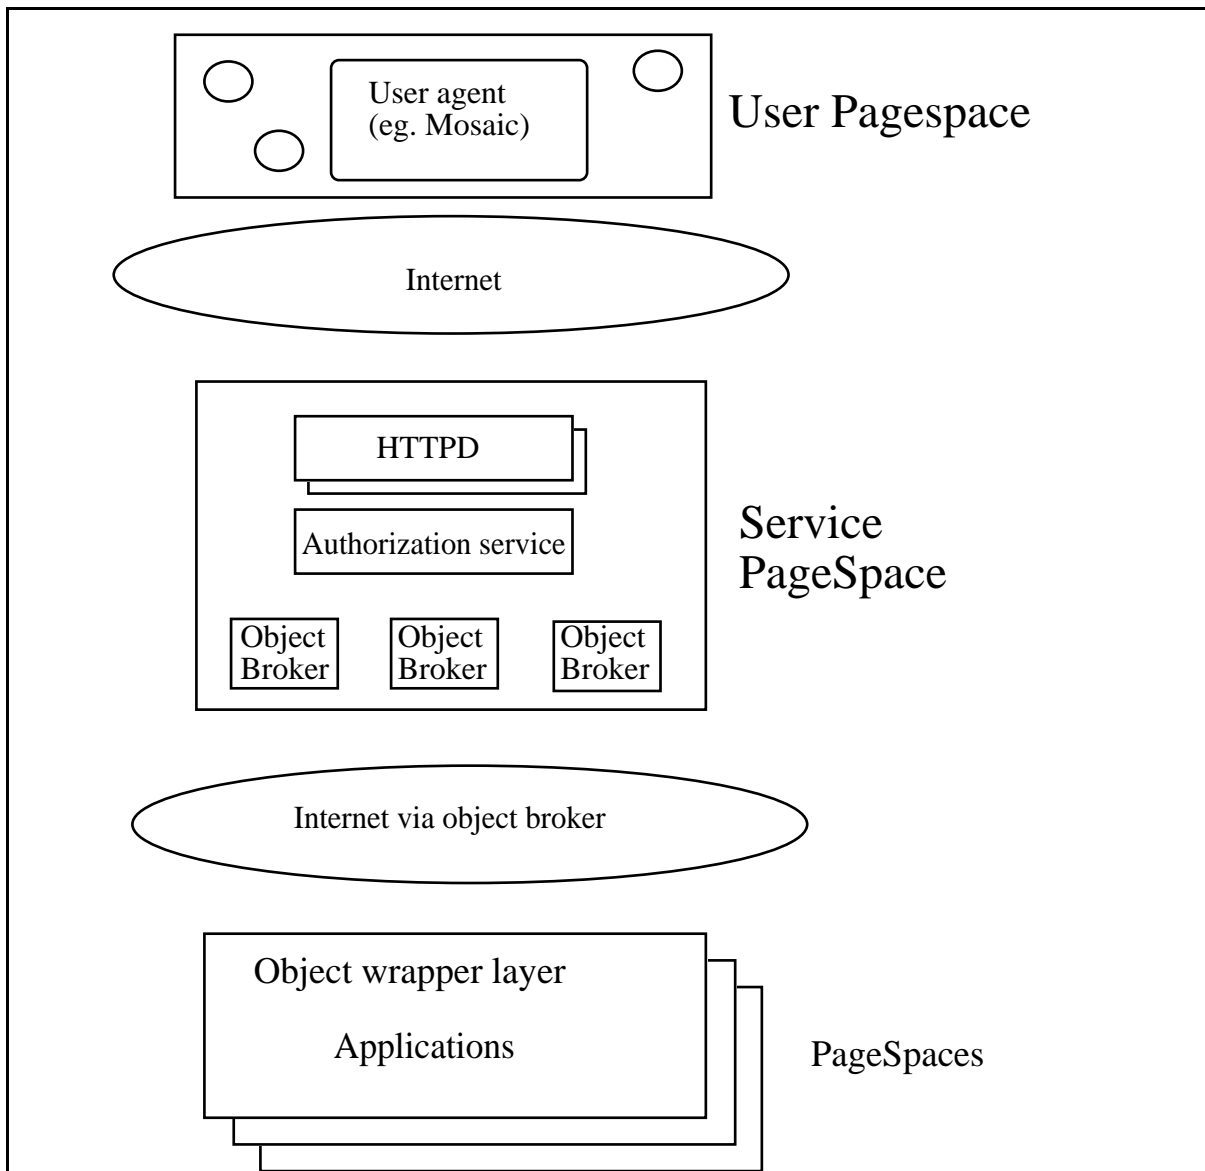 User agent
(eg. Mosaic)
User Pagespace
Internet
HTTPD
Authorization service
Service
PageSpace
Object
Broker
Object
Broker
Object
Broker
Internet via object broker
Object wrapper layer
Applications
PageSpaces